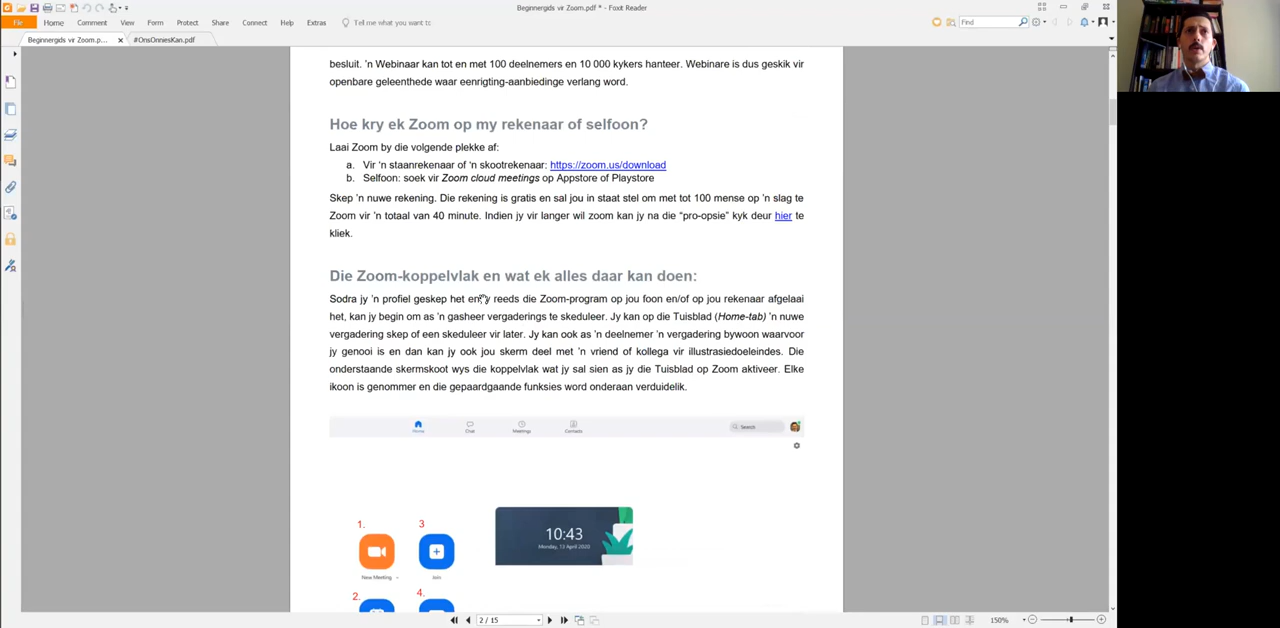 Beginnergids vir Zoom.pdf * - Foxit Reader
File Home Comment View Form Protect Share Connect Help Extras Tell me what you want tc Find
Beginnergids vir Zoom.p... #OnsOnniesKan.pdf
besluit. 'n Webinaar kan tot en met 100 deelnemers en 10 000 kykers hanteer. Webinare is dus geskik vir
openbare geleenthede waar eenrigting-aanbiedinge verlang word.
Hoe kry ek Zoom op my rekenaar of selfoon?
Laai Zoom by die volgende plekke af:
a. Vir 'n staanrekenaar of 'n skootrekenaar: https://zoom.us/download
b. Selfoon: soek vir Zoom cloud meetings op Appstore of Playstore
Skep 'n nuwe rekening. Die rekening is gratis en sal jou in staat stel om met tot 100 mense op 'n slag te
Zoom vir 'n totaal van 40 minute. Indien jy vir langer wil zoom kan jy na die "pro-opsie" kyk deur hier te
kliek.
Die Zoom-koppelvlak en wat ek alles daar kan doen:
Sodra jy 'n profiel geskep het en reeds die Zoom-program op jou foon en/of op jou rekenaar afgelaai
het, kan jy begin om as 'n gasheer vergaderings te skeduleer. Jy kan op die Tuisblad (Home-tab) 'n nuwe
vergadering skep of een skeduleer vir later. Jy kan ook as 'n deelnemer 'n vergadering bywoon waarvoor
jy genooi is en dan kan jy ook jou skerm deel met 'n vriend of kollega vir illustrasiedoeleindes. Die
onderstaande skermskoot wys die koppelvlak wat jy sal sien as jy die Tuisblad op Zoom aktiveer. Elke
ikoon is genommer en die gepaardgaande funksies word onderaan verduidelik.
Home Chat Meetings Contacts Search
1. 3
10:43
Monday, 13 April 2020
New Meeting Join
2. 4.
2 / 15 150%